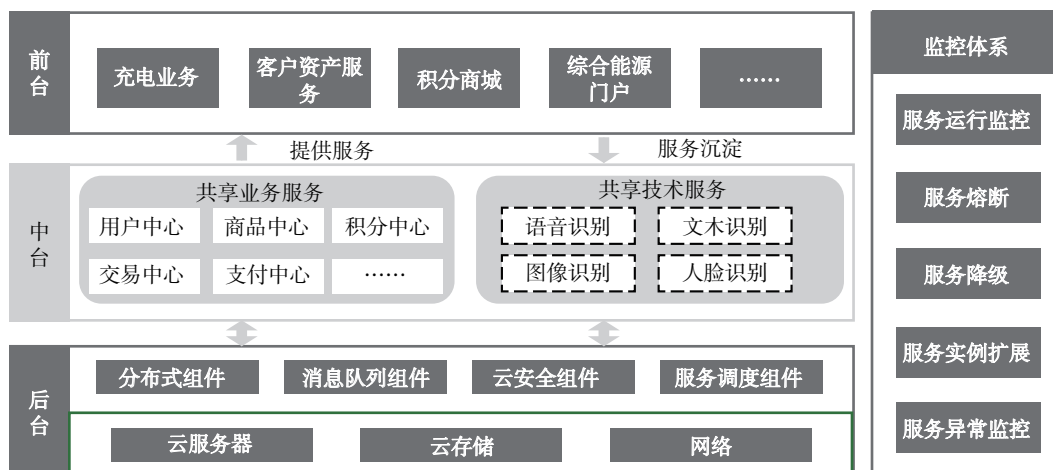 前
台
充电业务
客户资产服
务
积分商城
综合能源
门户
……
提供服务
服务沉淀
中
台
共享业务服务
用户中心
商品中心
积分中心
交易中心
支付中心
……
共享技术服务
语音识别
文木识别
图像识别
人脸识别
后
台
分布式组件
消息队列组件
云安全组件
服务调度组件
云服务器
云存储
网络
监控体系
服务运行监控
服务熔断
服务降级
服务实例扩展
服务异常监控